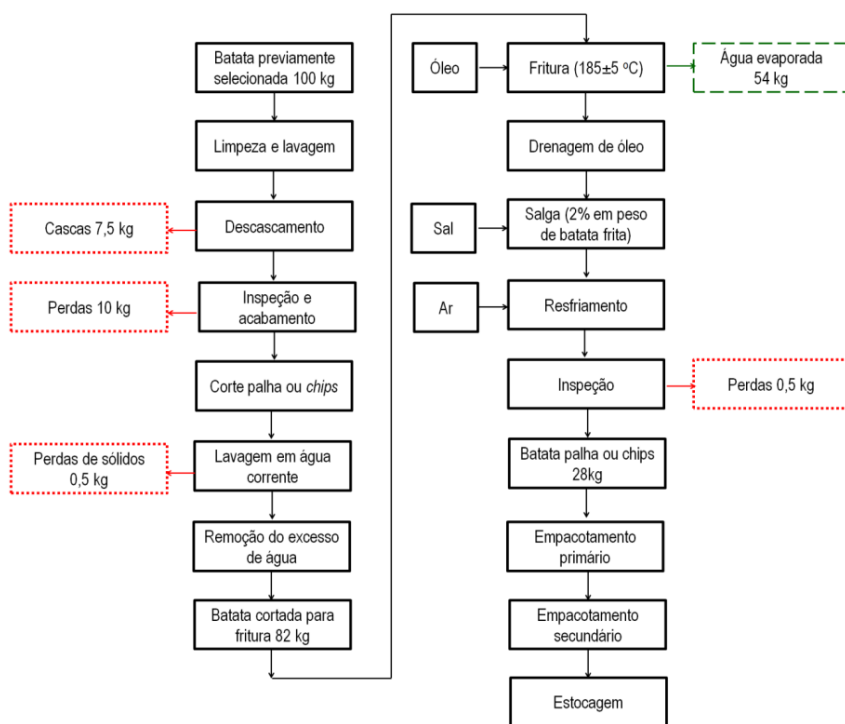 Batata previamente
selecionada 100 kg
Limpeza e lavagem
Cascas 7,5 kg
Descascamento
Perdas 10 kg
Inspeção e
acabamento
Corte palha ou chips
Perdas de sólidos
0,5 kg
Lavagem em água
corrente
Remoção do excesso
de água
Batata cortada para
fritura 82 kg
Óleo
Fritura (185±5 ºC)
Água evaporada
54 kg
Drenagem de óleo
Sal
Salga (2% em peso
de batata frita)
Ar
Resfriamento
Inspeção
Perdas 0,5 kg
Batata palha ou chips
28kg
Empacotamento
primário
Empacotamento
secundário
Estocagem